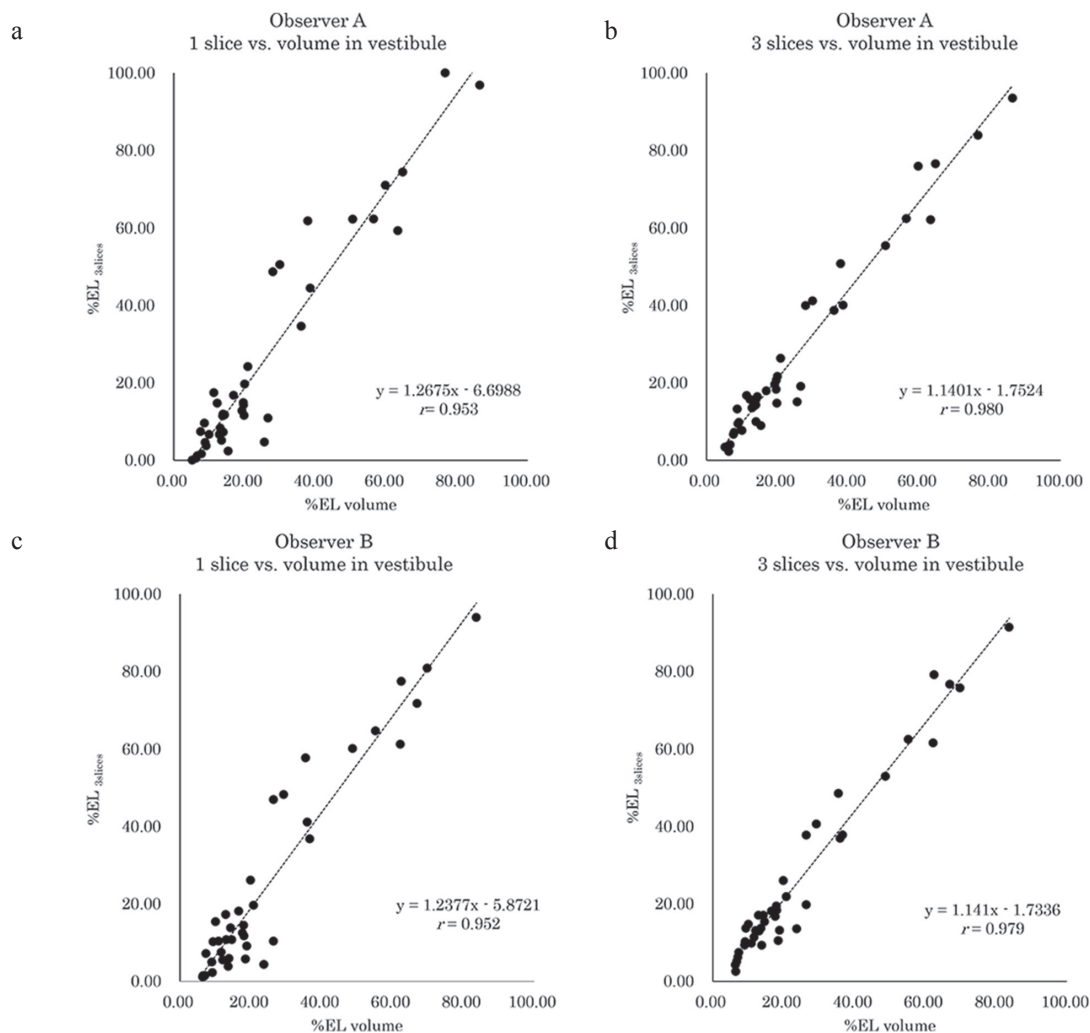 a
Observer A
1 slice vs. volume in vestibule
100.00
80.00
60.00
40.00
20.00
0.00
%EL 3slices
y = 1.2675x - 6.6988
r = 0.953
0.00 20.00 40.00 60.00 80.00 100.00
%EL volume
b
Observer A
3 slices vs. volume in vestibule
100.00
80.00
60.00
40.00
20.00
0.00
%EL 3slices
y = 1.1401x - 1.7524
r = 0.980
0.00 20.00 40.00 60.00 80.00 100.00
%EL volume
c
Observer B
1 slice vs. volume in vestibule
100.00
80.00
60.00
40.00
20.00
0.00
%EL 3slices
y = 1.2377x - 5.8721
r = 0.952
0.00 20.00 40.00 60.00 80.00 100.00
%EL volume
d
Observer B
3 slices vs. volume in vestibule
100.00
80.00
60.00
40.00
20.00
0.00
%EL 3slices
y = 1.141x - 1.7336
r = 0.979
0.00 20.00 40.00 60.00 80.00 100.00
%EL volume